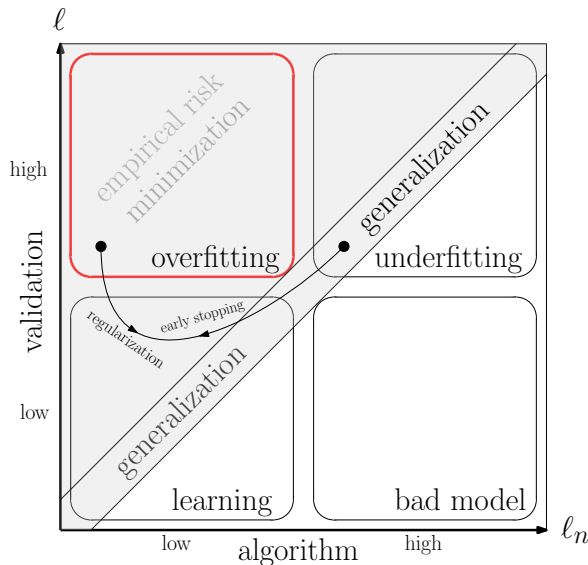 ℓ
empirical risk
minimization
generalization
high
overfitting
underfitting
validation
regularization
early stopping
generalization
low
learning
bad model
ℓn
low
high
algorithm